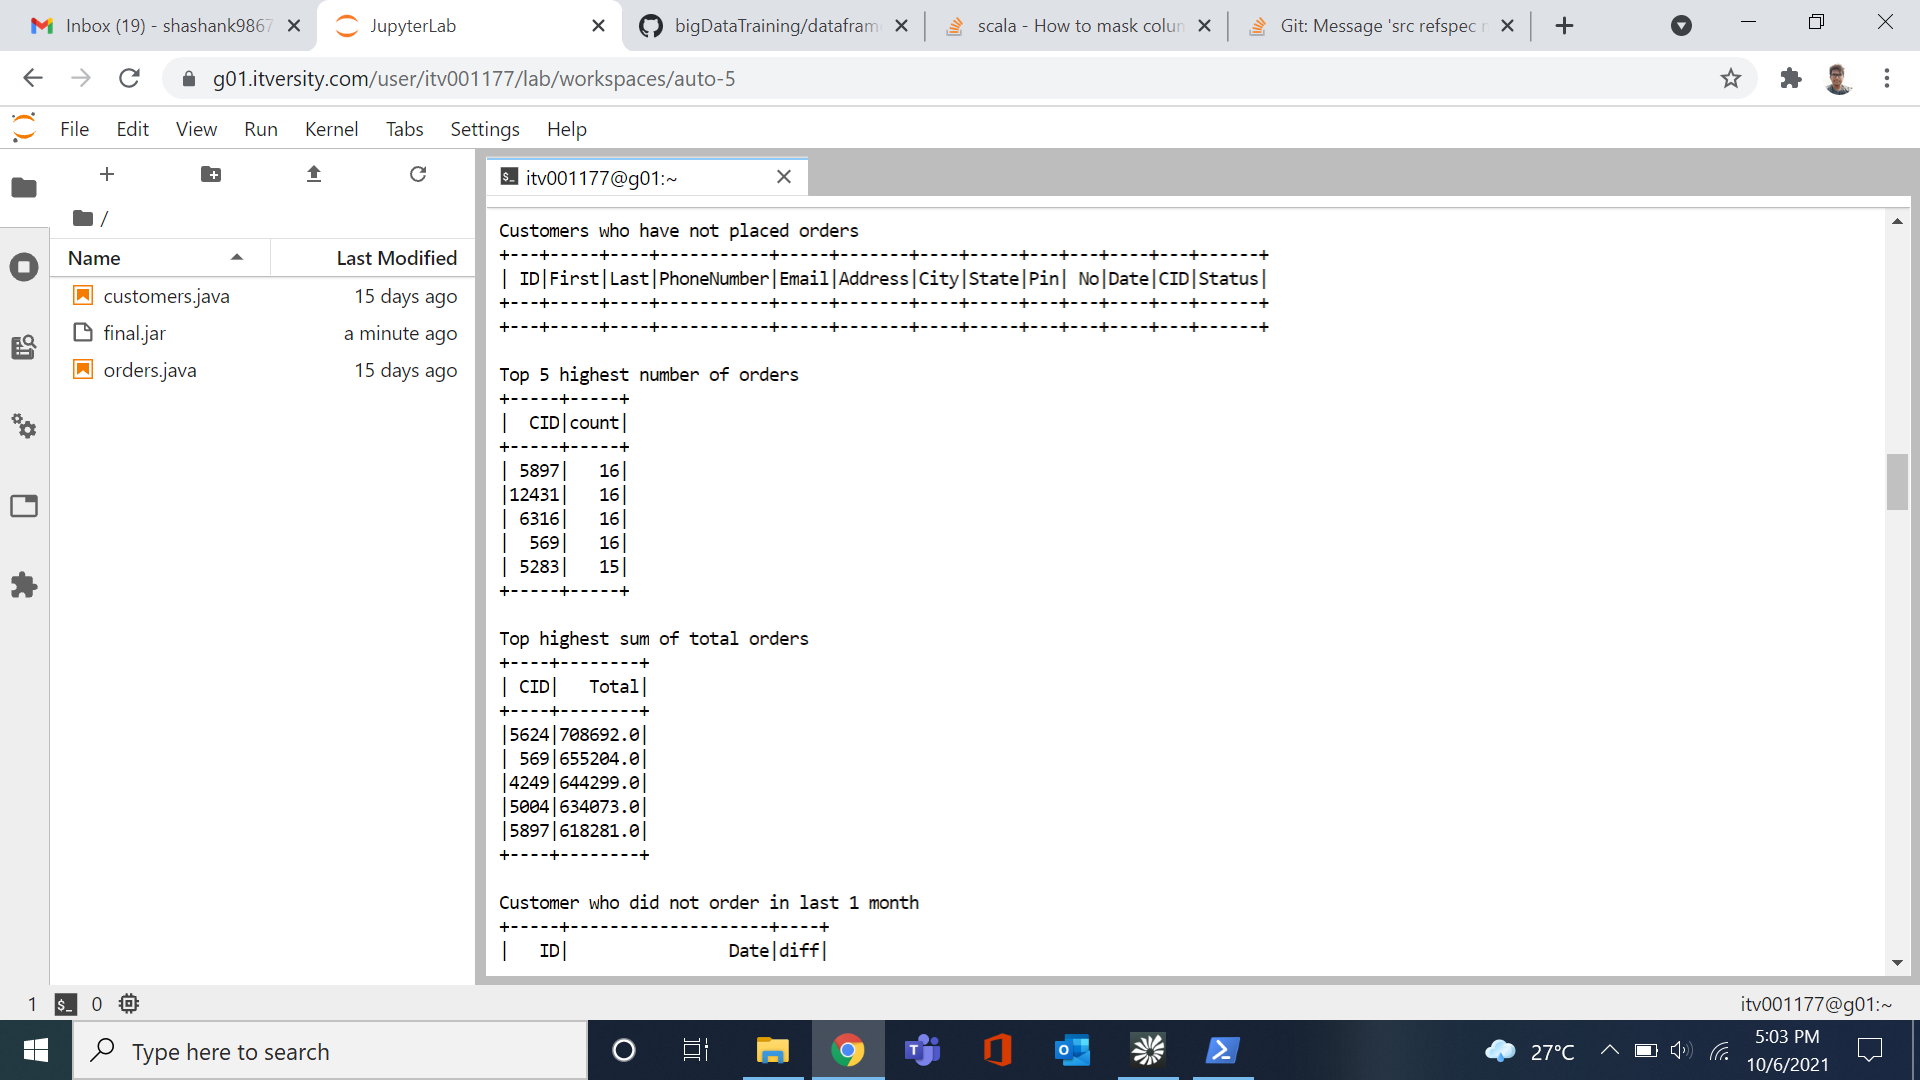 Inbox (19) - shashank9867
JupyterLab
bigDataTraining/datafram
scala - How to mask colun
Git: Message 'src refspec r
g01.itversity.com/user/itv001177/lab/workspaces/auto-5
File Edit View Run Kernel Tabs Settings Help
$_ itv001177@g01:~
/
Name Last Modified
customers.java 15 days ago
final.jar a minute ago
orders.java 15 days ago
Customers who have not placed orders
+---+-----+----+-----------+-----+-------+----+-----+---+---+----+---+------+
| ID|First|Last|PhoneNumber|Email|Address|City|State|Pin| No|Date|CID|Status|
+---+-----+----+-----------+-----+-------+----+-----+---+---+----+---+------+
+---+-----+----+-----------+-----+-------+----+-----+---+---+----+---+------+
Top 5 highest number of orders
+-----+-----+
|  CID|count|
+-----+-----+
| 5897|   16|
|12431|   16|
| 6316|   16|
|  569|   16|
| 5283|   15|
+-----+-----+
Top highest sum of total orders
+----+--------+
| CID|   Total|
+----+--------+
|5624|708692.0|
| 569|655204.0|
|4249|644299.0|
|5004|634073.0|
|5897|618281.0|
+----+--------+
Customer who did not order in last 1 month
+-----+--------------------+----+
|   ID|                Date|diff|
1 $_ 0
itv001177@g01:~
Type here to search
27°C
5:03 PM
10/6/2021